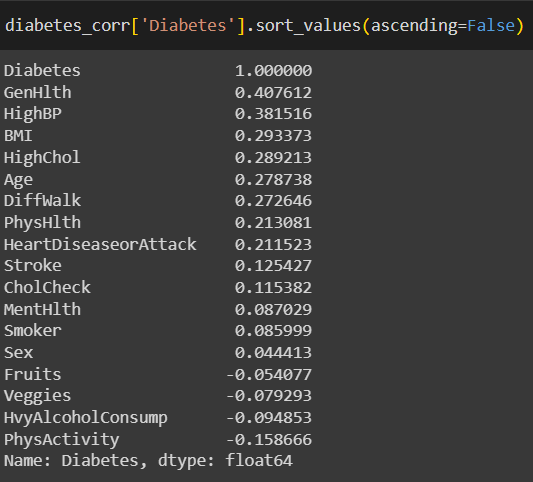 diabetes_corr['Diabetes'].sort_values(ascending=False)
Diabetes 1.000000
GenHlth 0.407612
HighBP 0.381516
BMI 0.293373
HighChol 0.289213
Age 0.278738
DiffWalk 0.272646
PhysHlth 0.213081
HeartDiseaseorAttack 0.211523
Stroke 0.125427
CholCheck 0.115382
MentHlth 0.087029
Smoker 0.085999
Sex 0.044413
Fruits -0.054077
Veggies -0.079293
HvyAlcoholConsump -0.094853
PhysActivity -0.158666
Name: Diabetes, dtype: float64